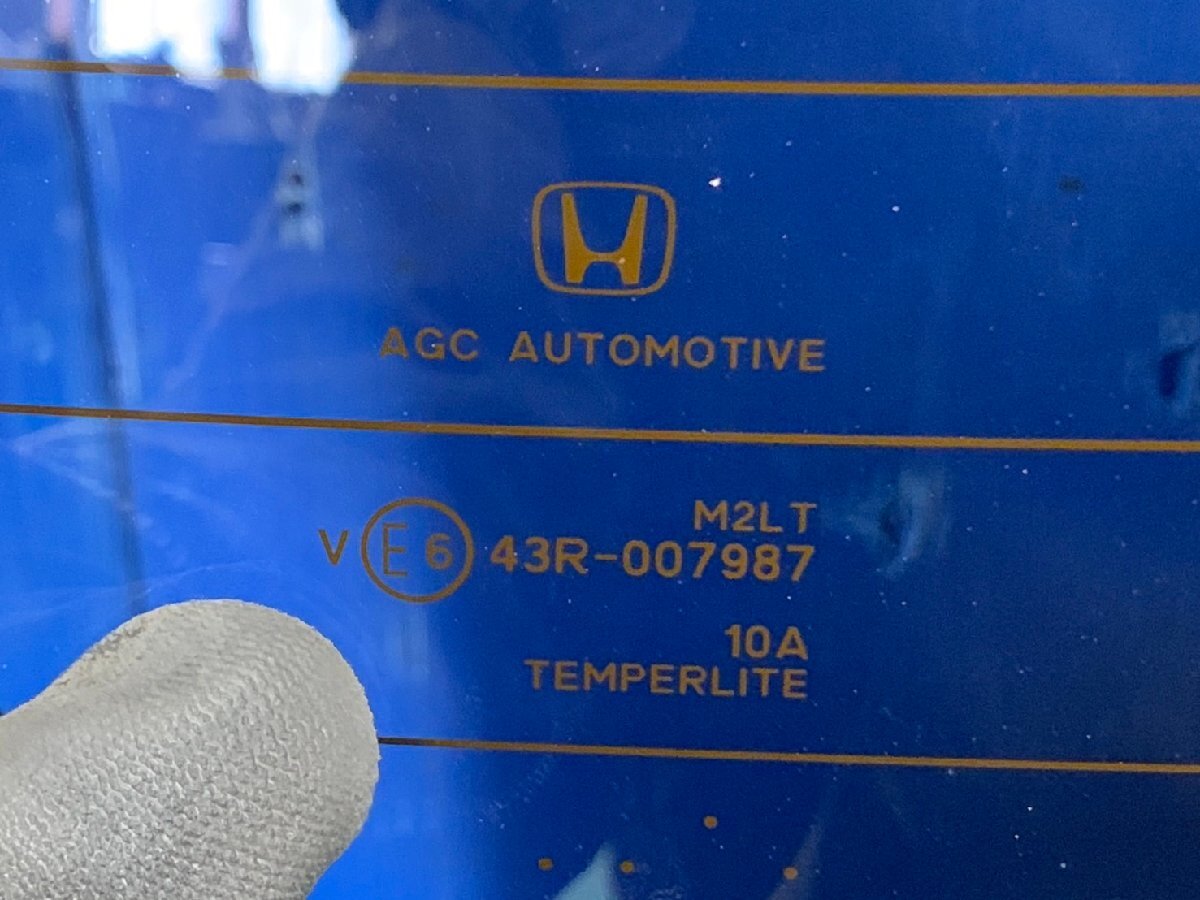 AGC AUTOMOTIVE
M2LT
V E6 43R-007987
10A
TEMPERLITE